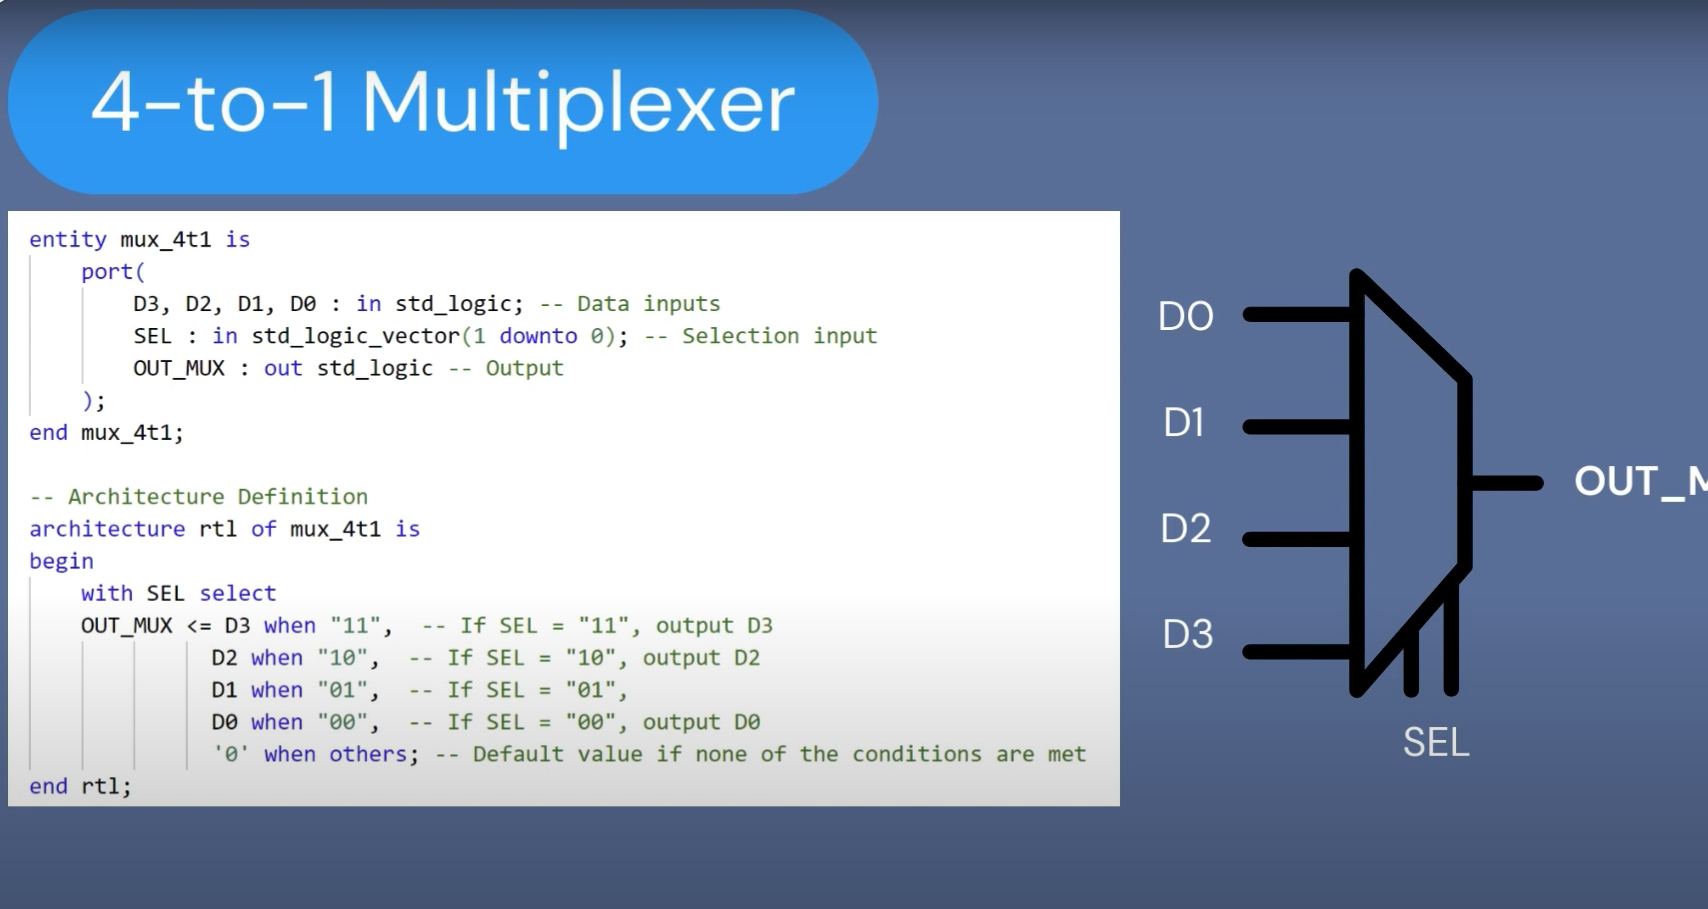 4-to-1 Multiplexer
entity mux_4t1 is
port(
D3, D2, D1, D0 : in std_logic; -- Data inputs
SEL : in std_logic_vector(1 downto 0); -- Selection input
OUT_MUX : out std_logic -- Output
);
end mux_4t1;
-- Architecture Definition
architecture rtl of mux_4t1 is
begin
with SEL select
OUT_MUX <= D3 when "11", -- If SEL = "11", output D3
D2 when "10", -- If SEL = "10", output D2
D1 when "01", -- If SEL = "01",
D0 when "00", -- If SEL = "00", output D0
'0' when others; -- Default value if none of the conditions are met
end rtl;
D0
D1
D2
D3
OUT_
SEL